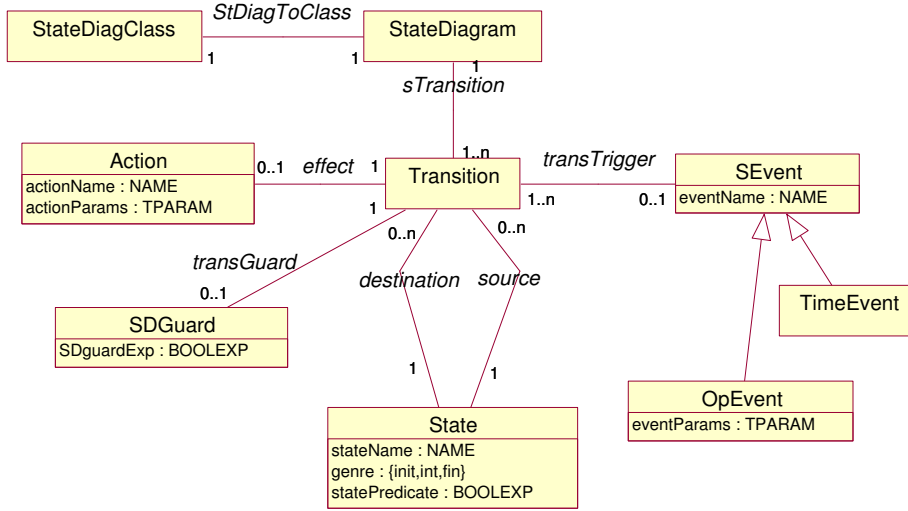 StDiagToClass
StateDiagClass
StateDiagram
1
1
1
sTransition
1..n
Action
actionName : NAME
actionParams : TPARAM
0..1
effect
1
Transition
transTrigger
1..n
0..1
SEvent
eventName : NAME
1
0..n
0..n
transGuard
destination
source
0..1
TimeEvent
SDGuard
SDguardExp : BOOLEXP
1
1
OpEvent
eventParams : TPARAM
State
stateName : NAME
genre : {init,int,fin}
statePredicate : BOOLEXP